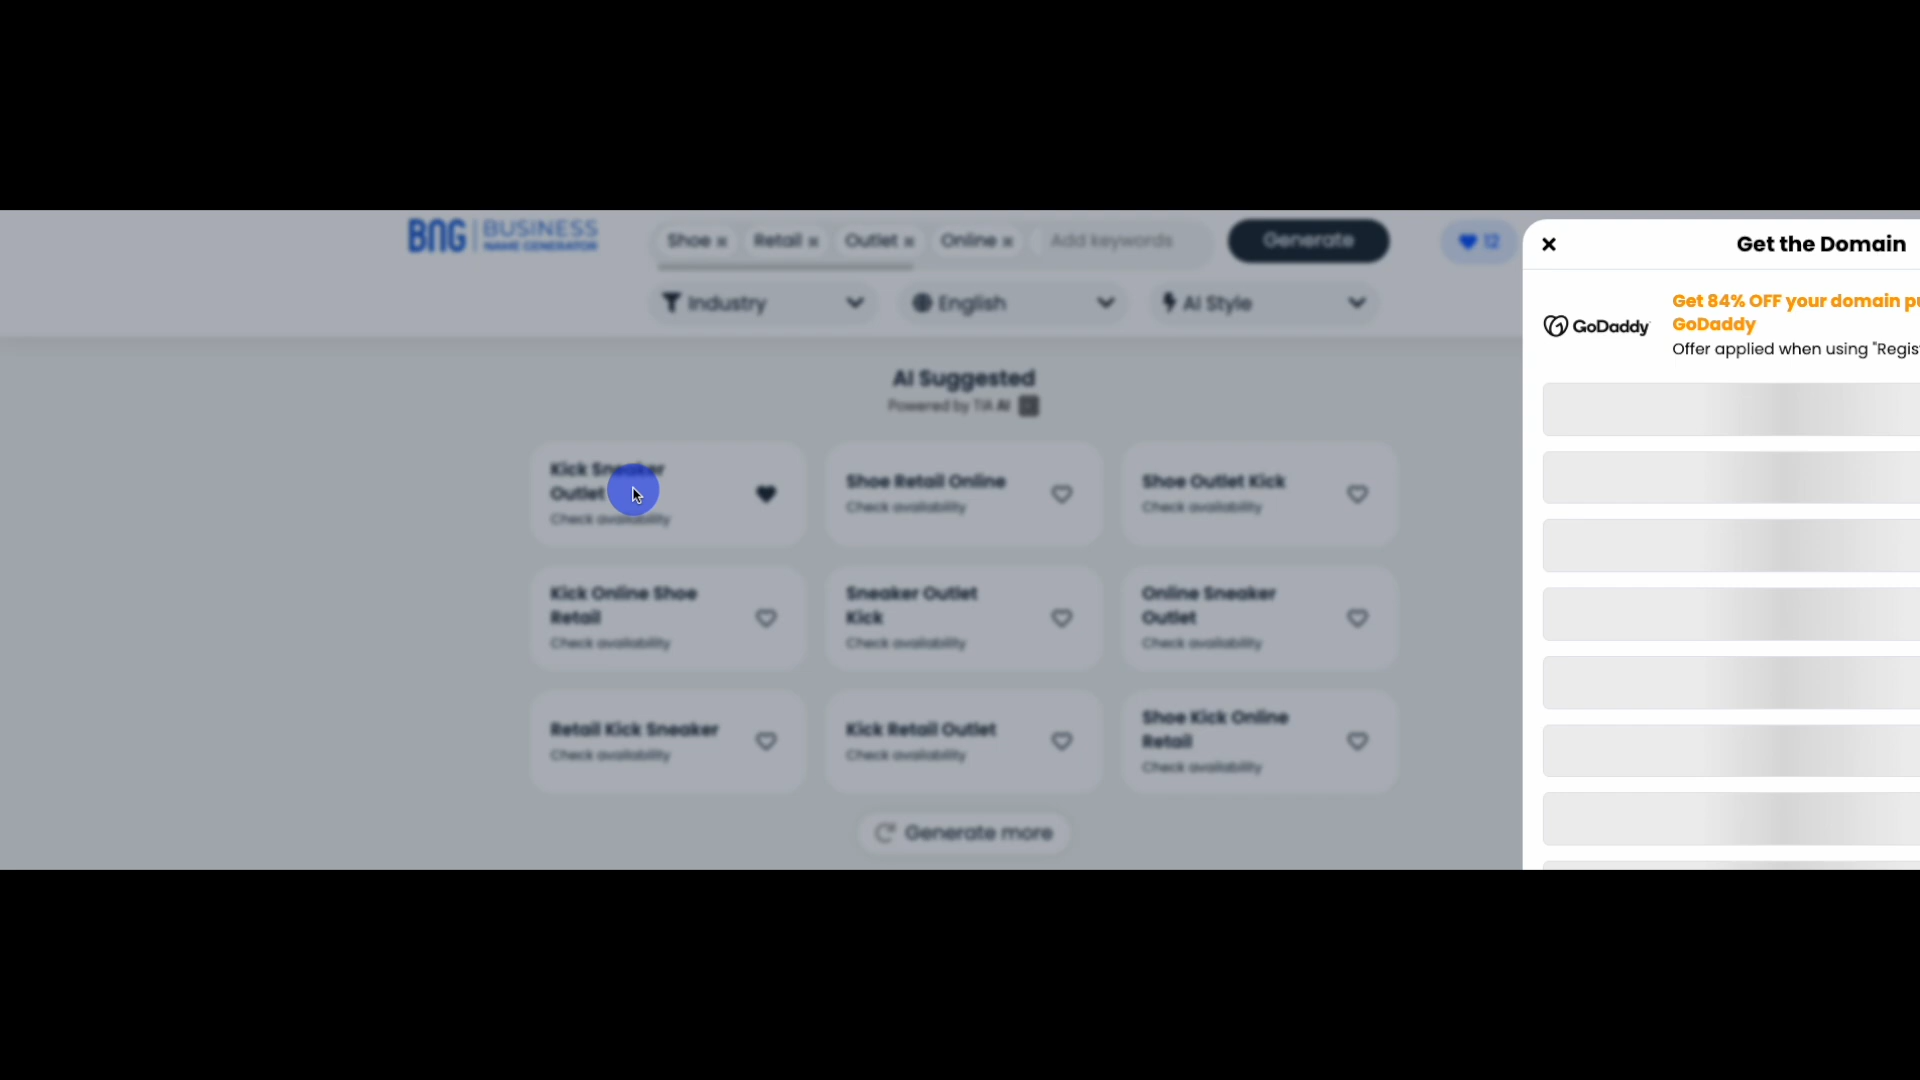 BNG | BUSINESS
NAME GENERATOR
Shoe x Retail x Outlet x Online x Add keywords
Generate
12
Industry
English
AI Style
AI Suggested
Powered by TIA AI
Kick Sneaker
Outlet
Check availability
Shoe Retail Online
Check availability
Shoe Outlet Kick
Check availability
Kick Online Shoe
Retail
Check availability
Sneaker Outlet
Kick
Check availability
Online Sneaker
Outlet
Check availability
Retail Kick Sneaker
Check availability
Kick Retail Outlet
Check availability
Shoe Kick Online
Retail
Check availability
Generate more
Get the Domain
GoDaddy
Get 84% OFF your domain pu
GoDaddy
Offer applied when using "Regis